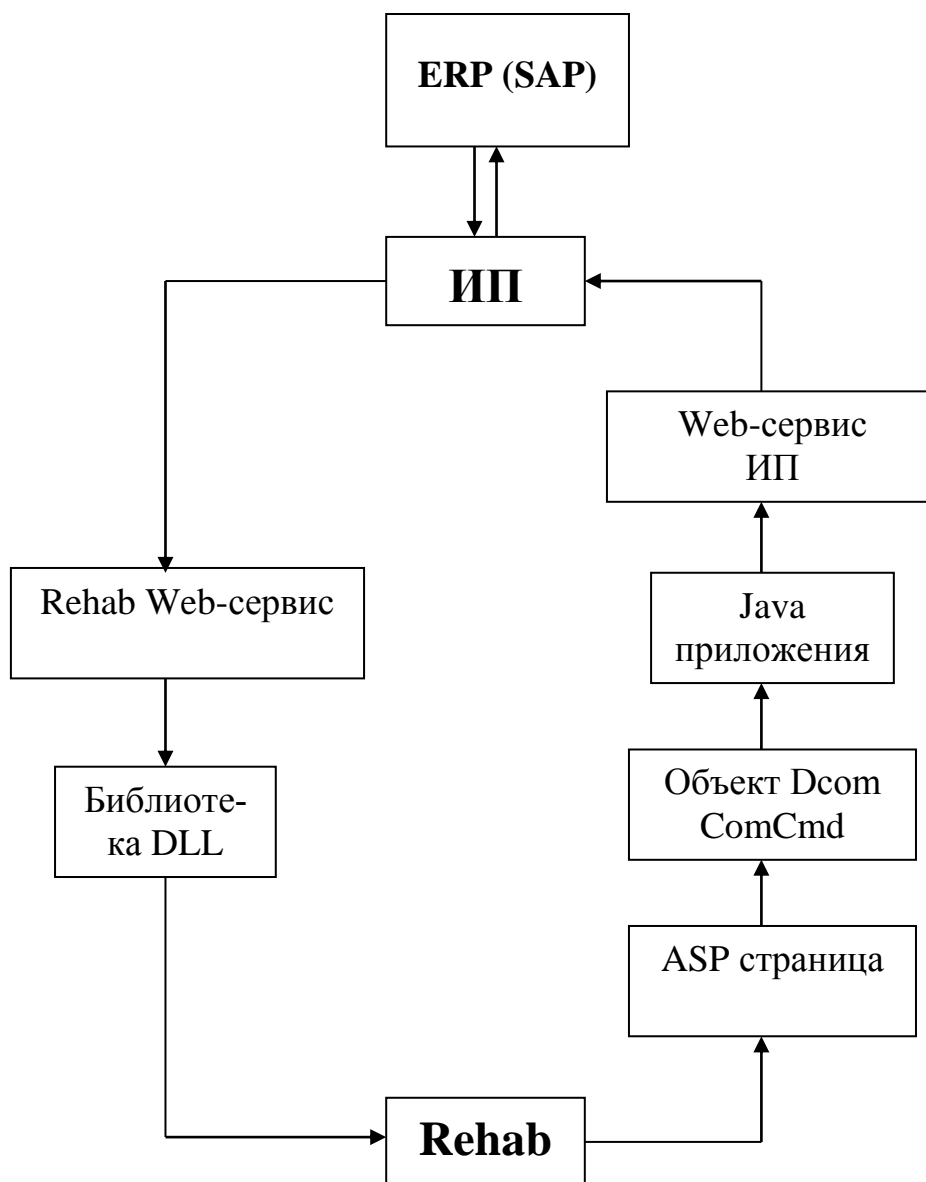 ERP (SAP)
ИП
Web-сервис
ИП
Rehab Web-сервис
Java
приложения
Библиоте-
ка DLL
Объект Dcom
ComCmd
ASP страница
Rehab